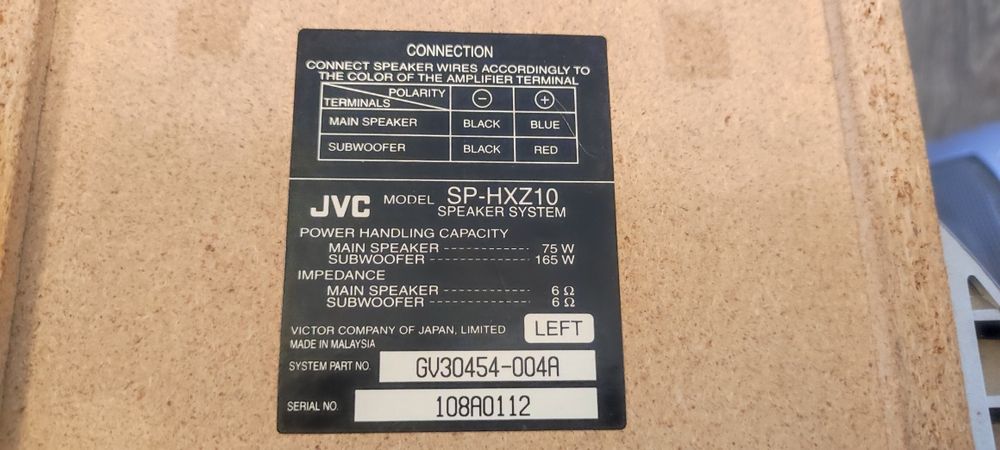 CONNECTION
CONNECT SPEAKER WIRES ACCORDINGLY TO
THE COLOR OF THE AMPLIFIER TERMINAL
POLARITY
TERMINALS ⊖ ⊕
MAIN SPEAKER BLACK BLUE
SUBWOOFER BLACK RED
JVC MODEL SP-HXZ10
SPEAKER SYSTEM
POWER HANDLING CAPACITY
MAIN SPEAKER ------------ 75 W
SUBWOOFER -------------- 165 W
IMPEDANCE
MAIN SPEAKER -------------- 6 Ω
SUBWOOFER ---------------- 6 Ω
VICTOR COMPANY OF JAPAN, LIMITED LEFT
MADE IN MALAYSIA
SYSTEM PART NO. GV30454-004A
SERIAL NO. 108A0112